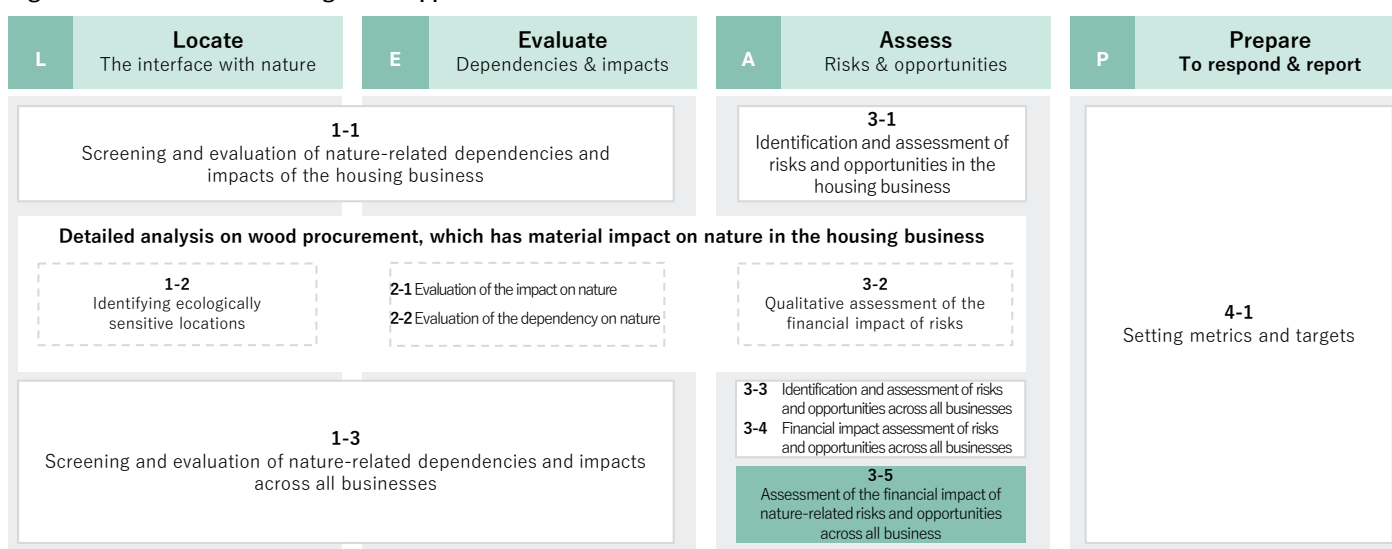 L
Locate
The interface with nature
E
Evaluate
Dependencies & impacts
A
Assess
Risks & opportunities
P
Prepare
To respond & report
1-1
Screening and evaluation of nature-related dependencies and
impacts of the housing business
3-1
Identification and assessment of
risks and opportunities in the
housing business
Detailed analysis on wood procurement, which has material impact on nature in the housing business
1-2
Identifying ecologically
sensitive locations
2-1 Evaluation of the impact on nature
2-2 Evaluation of the dependency on nature
3-2
Qualitative assessment of the
financial impact of risks
4-1
Setting metrics and targets
1-3
Screening and evaluation of nature-related dependencies and impacts
across all businesses
3-3 Identification and assessment of risks
and opportunities across all businesses
3-4 Financial impact assessment of risks
and opportunities across all businesses
3-5
Assessment of the financial impact of
nature-related risks and opportunities
across all business